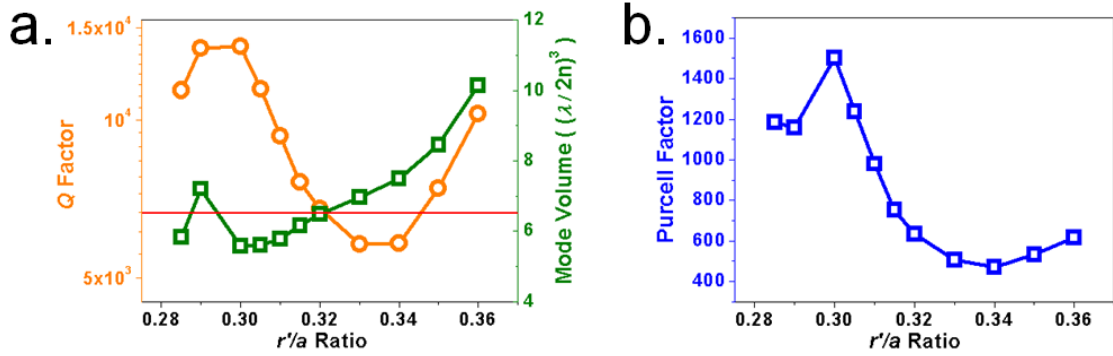 a.
Q Factor
1.5x10⁴
10⁴
5x10³
12
10
8
6
4
Mode Volume ( (λ / 2n)³
0.28 0.30 0.32 0.34 0.36
r'/a Ratio
b.
Purcell Factor
1600
1400
1200
1000
800
600
400
0.28 0.30 0.32 0.34 0.36
r'/a Ratio